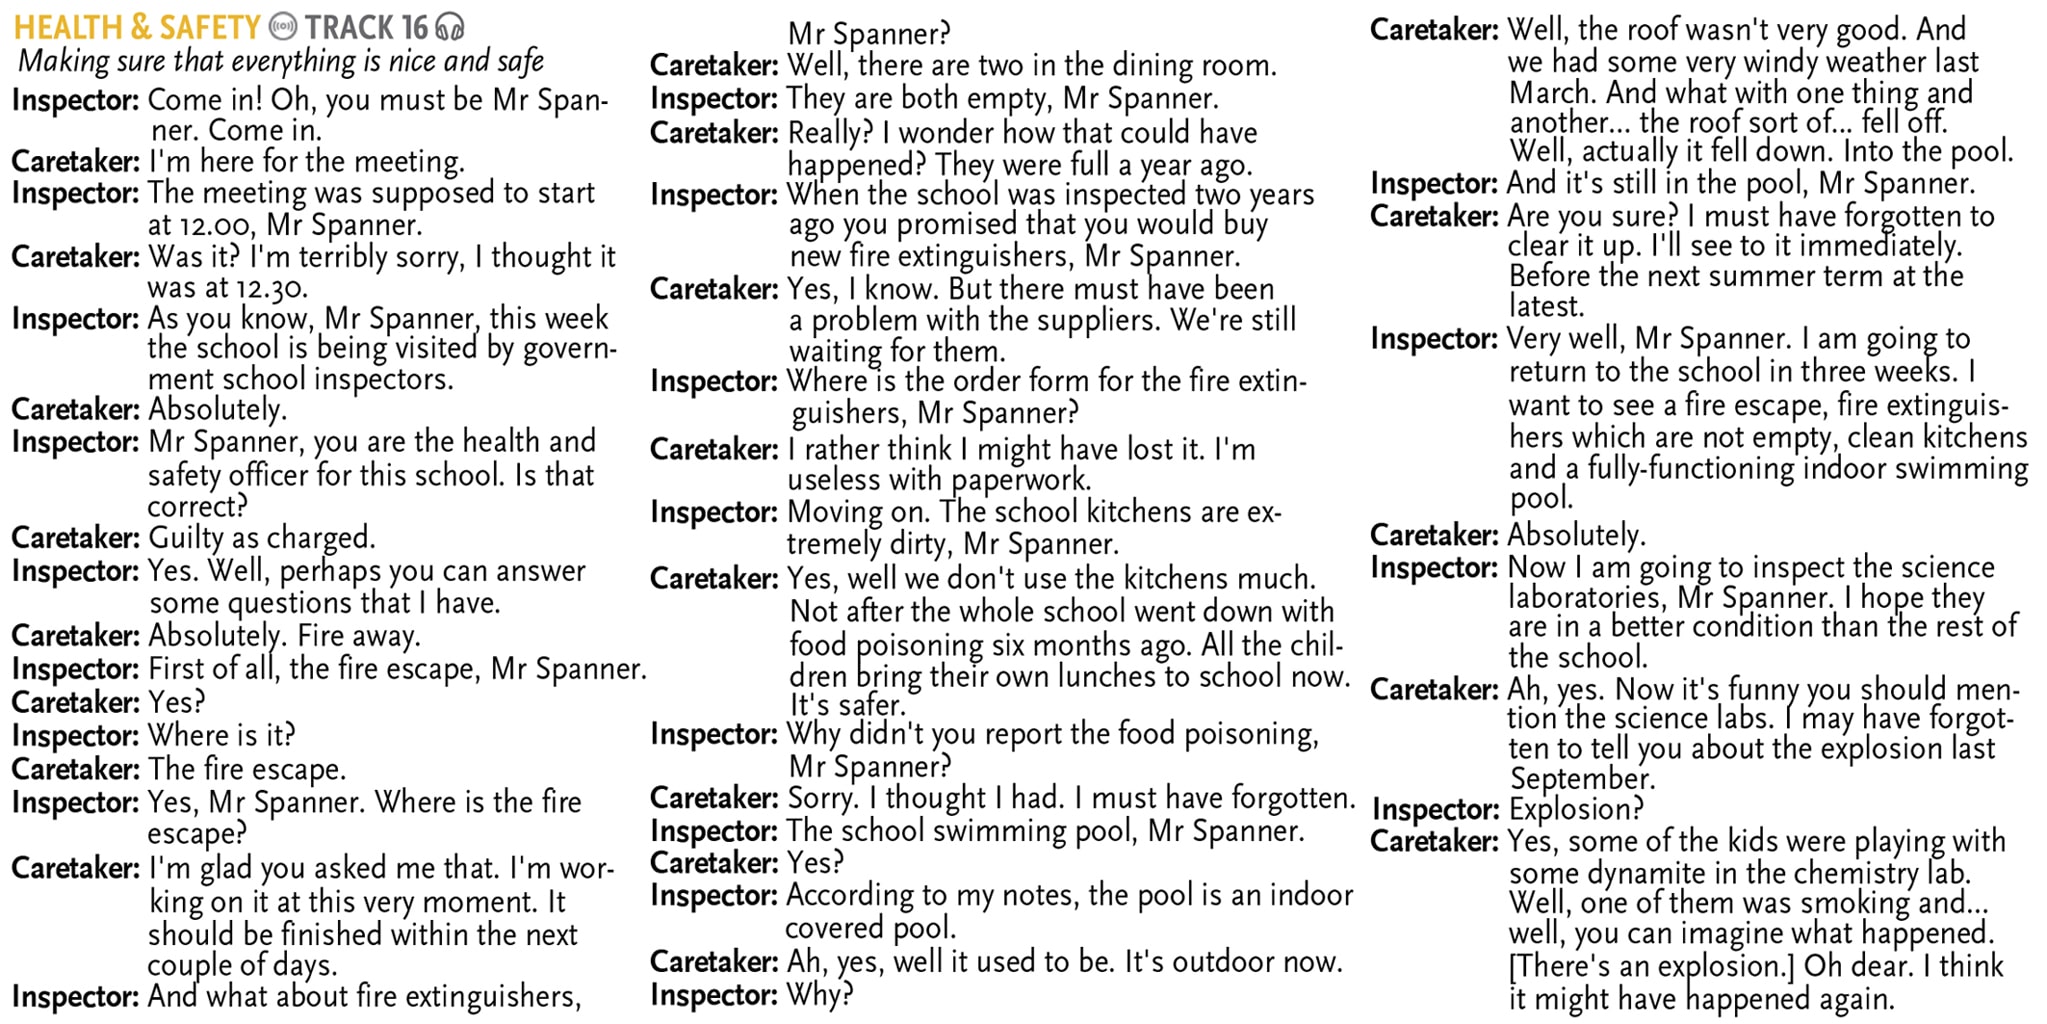 HEALTH & SAFETY TRACK 16
Making sure that everything is nice and safe
Inspector: Come in! Oh, you must be Mr Span-
ner. Come in.
Caretaker: I'm here for the meeting.
Inspector: The meeting was supposed to start
at 12.00, Mr Spanner.
Caretaker: Was it? I'm terribly sorry, I thought it
was at 12.30.
Inspector: As you know, Mr Spanner, this week
the school is being visited by govern-
ment school inspectors.
Caretaker: Absolutely.
Inspector: Mr Spanner, you are the health and
safety officer for this school. Is that
correct?
Caretaker: Guilty as charged.
Inspector: Yes. Well, perhaps you can answer
some questions that I have.
Caretaker: Absolutely. Fire away.
Inspector: First of all, the fire escape, Mr Spanner.
Caretaker: Yes?
Inspector: Where is it?
Caretaker: The fire escape.
Inspector: Yes, Mr Spanner. Where is the fire
escape?
Caretaker: I'm glad you asked me that. I'm wor-
king on it at this very moment. It
should be finished within the next
couple of days.
Inspector: And what about fire extinguishers,
Mr Spanner?
Caretaker: Well, there are two in the dining room.
Inspector: They are both empty, Mr Spanner.
Caretaker: Really? I wonder how that could have
happened? They were full a year ago.
Inspector: When the school was inspected two years
ago you promised that you would buy
new fire extinguishers, Mr Spanner.
Caretaker: Yes, I know. But there must have been
a problem with the suppliers. We're still
waiting for them.
Inspector: Where is the order form for the fire extin-
guishers, Mr Spanner?
Caretaker: I rather think I might have lost it. I'm
useless with paperwork.
Inspector: Moving on. The school kitchens are ex-
tremely dirty, Mr Spanner.
Caretaker: Yes, well we don't use the kitchens much.
Not after the whole school went down with
food poisoning six months ago. All the chil-
dren bring their own lunches to school now.
It's safer.
Inspector: Why didn't you report the food poisoning,
Mr Spanner?
Caretaker: Sorry. I thought I had. I must have forgotten.
Inspector: The school swimming pool, Mr Spanner.
Caretaker: Yes?
Inspector: According to my notes, the pool is an indoor
covered pool.
Caretaker: Ah, yes, well it used to be. It's outdoor now.
Inspector: Why?
Caretaker: Well, the roof wasn't very good. And
we had some very windy weather last
March. And what with one thing and
another... the roof sort of... fell off.
Well, actually it fell down. Into the pool.
Inspector: And it's still in the pool, Mr Spanner.
Caretaker: Are you sure? I must have forgotten to
clear it up. I'll see to it immediately.
Before the next summer term at the
latest.
Inspector: Very well, Mr Spanner. I am going to
return to the school in three weeks. I
want to see a fire escape, fire extinguis-
hers which are not empty, clean kitchens
and a fully-functioning indoor swimming
pool.
Caretaker: Absolutely.
Inspector: Now I am going to inspect the science
laboratories, Mr Spanner. I hope they
are in a better condition than the rest of
the school.
Caretaker: Ah, yes. Now it's funny you should men-
tion the science labs. I may have forgot-
ten to tell you about the explosion last
September.
Inspector: Explosion?
Caretaker: Yes, some of the kids were playing with
some dynamite in the chemistry lab.
Well, one of them was smoking and...
well, you can imagine what happened.
[There's an explosion.] Oh dear. I think
it might have happened again.